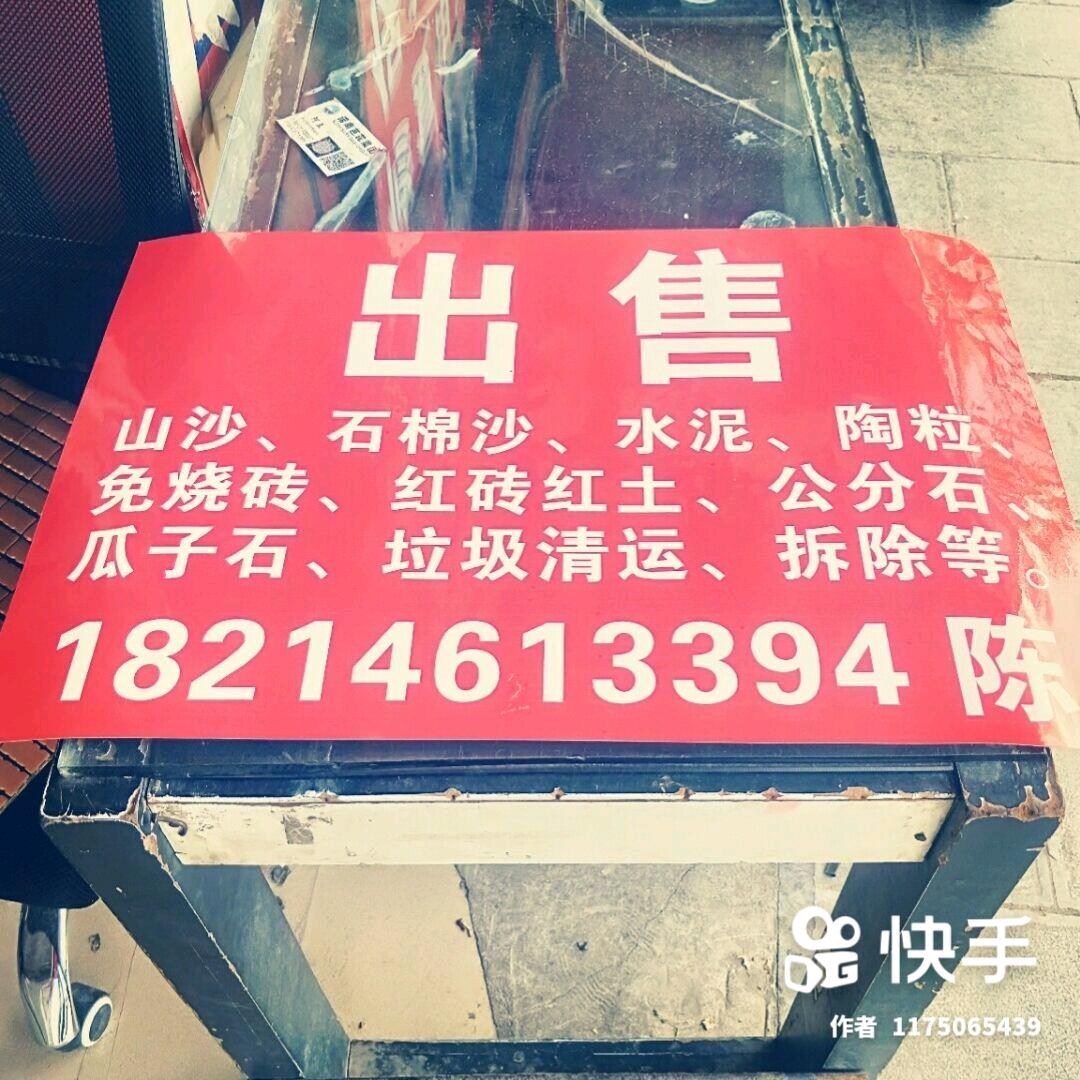 出售
山沙、石棉沙、水泥、陶粒、
免烧砖、红砖红土、公分石、
瓜子石、垃圾清运、拆除等。
18214613394 陈
快手
作者 1175065439